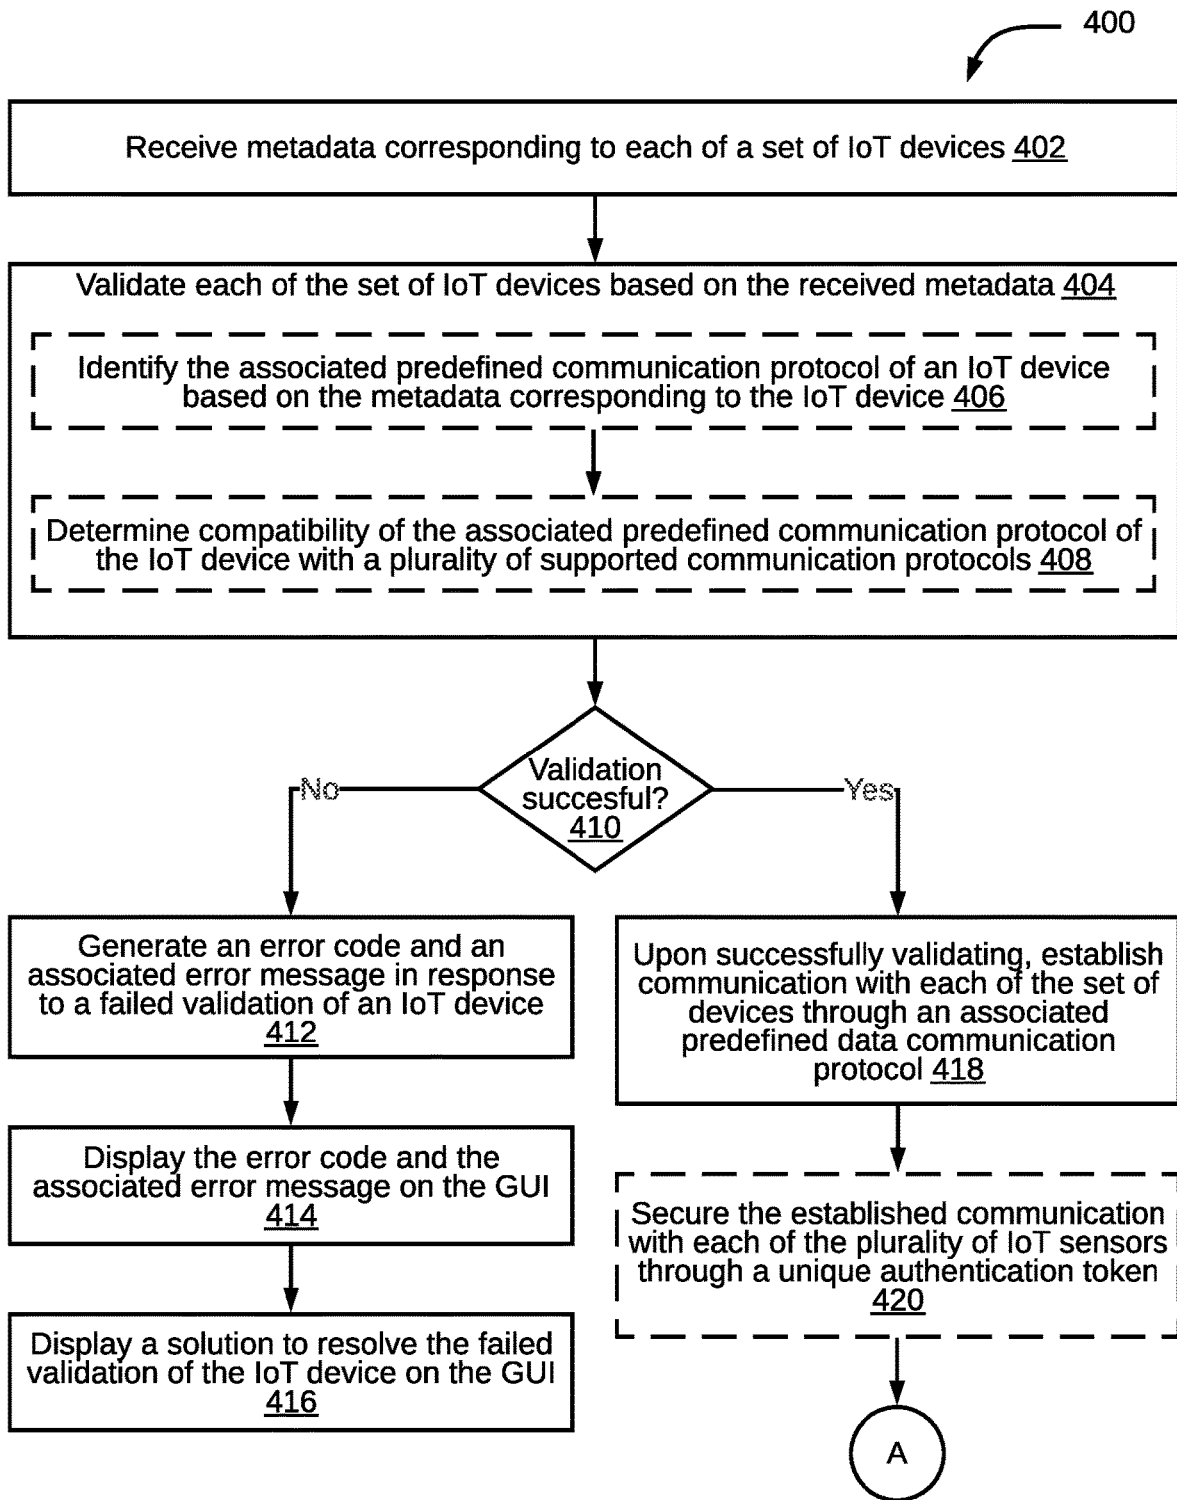 400
Receive metadata corresponding to each of a set of IoT devices 402
Validate each of the set of IoT devices based on the received metadata 404
Identify the associated predefined communication protocol of an IoT device
based on the metadata corresponding to the IoT device 406
Determine compatibility of the associated predefined communication protocol of
the IoT device with a plurality of supported communication protocols 408
Validation
succesful?
410
No
Yes
Generate an error code and an
associated error message in response
to a failed validation of an IoT device
412
Display the error code and the
associated error message on the GUI
414
Display a solution to resolve the failed
validation of the IoT device on the GUI
416
Upon successfully validating, establish
communication with each of the set of
devices through an associated
predefined data communication
protocol 418
Secure the established communication
with each of the plurality of IoT sensors
through a unique authentication token
420
A